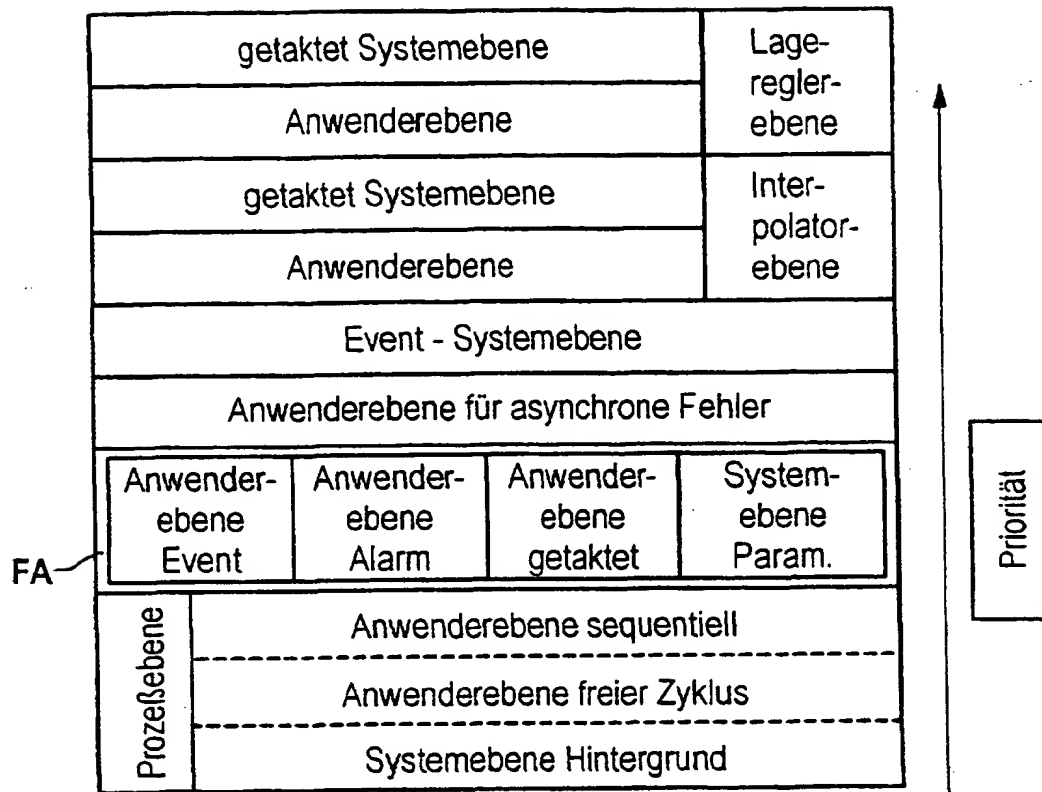 getaktet Systemebene
Anwenderebene
Lage-
regler-
ebene
getaktet Systemebene
Anwenderebene
Inter-
polator-
ebene
Event - Systemebene
Anwenderebene für asynchrone Fehler
Anwender-
ebene
Event
Anwender-
ebene
Alarm
Anwender-
ebene
getaktet
System-
ebene
Param.
FA
Prozeßebene
Anwenderebene sequentiell
Anwenderebene freier Zyklus
Systemebene Hintergrund
Priorität